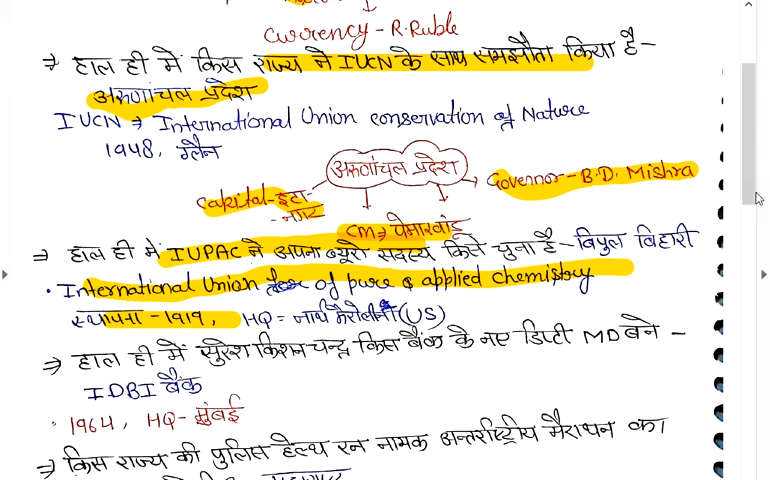 Currency - R.Ruble
⇒ हाल ही में किस राज्य ने IUCN के साथ समझौता किया है-
अरुणांचल प्रदेश
IUCN ⇒ International Union conservation of Nature
1948, ग्लैन
अरुणांचल प्रदेश
Capital-इटा-
-नगर
Governor - B.D. Mishra
CM ⇒ पेमाखांडू
⇒ हाल ही में IUPAC ने अपना ब्यूरो सदस्य किसे चुना है- बिपुल बिहारी
• International Union of pure & applied chemistry
स्थापना - 1919, HQ = नार्थ कैरोलीना (US)
⇒ हाल ही में सुरेश किशन चन्द्र किस बैंक के नए डिप्टी MD बने -
IDBI बैंक
• 1964, HQ - मुंबई
⇒ किस राज्य की पुलिस हेल्थ रन नामक अन्तर्राष्ट्रीय मैराथन का